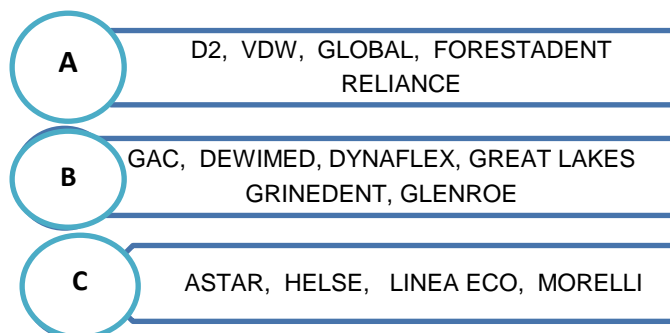 A
D2, VDW, GLOBAL, FORESTADENT
RELIANCE
B
GAC, DEWIMED, DYNAFLEX, GREAT LAKES
GRINEDENT, GLENROE
C
ASTAR, HELSE, LINEA ECO, MORELLI